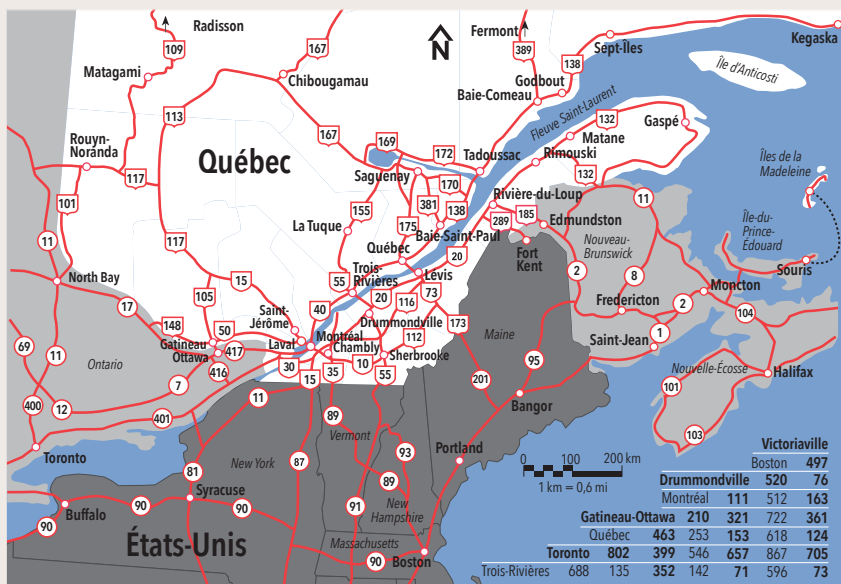 Radisson
Fermont
Kegaska
109
167
389
Sept-Îles
138
Matagami
Chibougamau
Godbout
Île d'Anticosti
Baie-Comeau
113
Fleuve Saint-Laurent
132
Gaspé
N
167
169
Matane
Rouyn-
Noranda
Québec
172
Tadoussac
Rimouski
Îles de la
Madeleine
117
Saguenay
132
170
101
155
381
138
Rivière-du-Loup
11
289
185
Edmundston
La Tuque
175
Baie-Saint-Paul
Île-du-
Prince-
Édouard
11
117
Québec
20
Fort
Kent
Nouveau-
Brunswick
North Bay
15
Trois-
Rivières
Lévis
2
8
Souris
55
105
Moncton
17
Saint-
Jérôme
40
20
116
73
Fredericton
2
104
148
50
Drummondville
173
Maine
Saint-Jean
1
Gatineau
Ottawa
417
Laval
Montréal
Chambly
112
69
11
Ontario
416
30
35
10
Sherbrooke
95
Nouvelle-Écosse
7
15
55
201
101
Halifax
400
12
401
11
89
Bangor
103
Toronto
Vermont
93
Portland
81
New York
87
0 100 200 km
1 km = 0,6 mi
Syracuse
89
Buffalo
90
90
91
New
Hampshire
90
États-Unis
Massachusetts
90
Boston
Victoriaville
Boston 497
Drummondville 520 76
Montréal 111 512 163
Gatineau-Ottawa 210 321 722 361
Québec 463 253 153 618 124
Toronto 802 399 546 657 867 705
Trois-Rivières 688 135 352 142 71 596 73